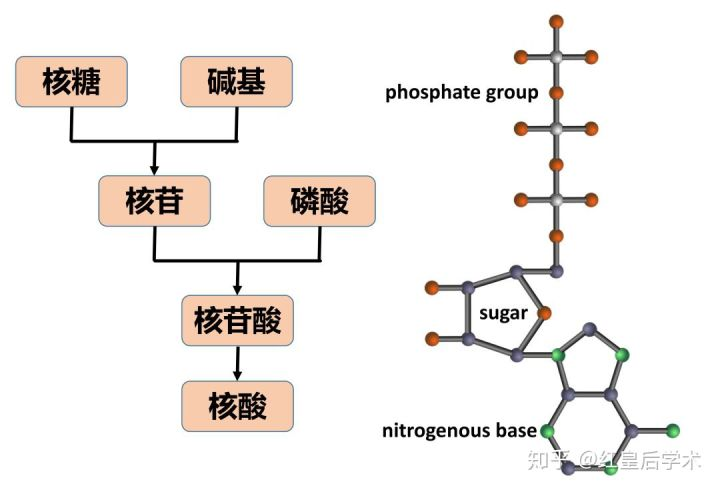 核糖
碱基
核苷
磷酸
核苷酸
核酸
phosphate group
sugar
nitrogenous base
知乎 @红皇后学术